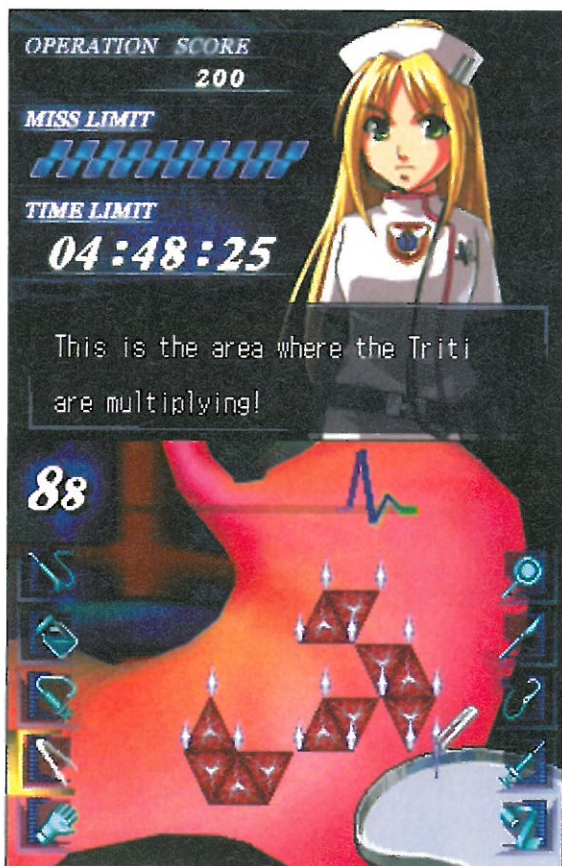 OPERATION SCORE
200
MISS LIMIT
TIME LIMIT
04:48:25
This is the area where the Triti
are multiplying!
88